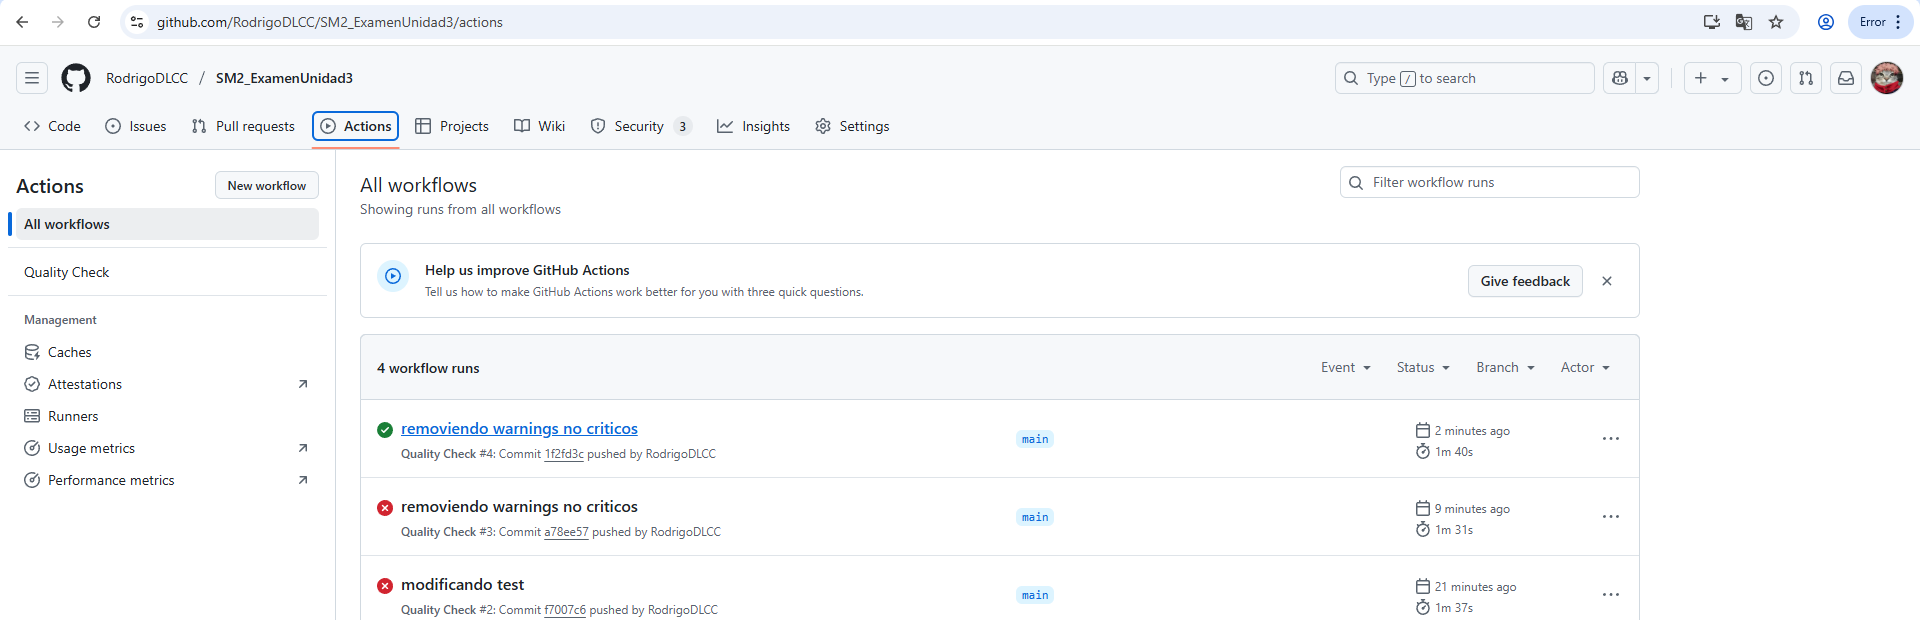 github.com/RodrigoDLCC/SM2_ExamenUnidad3/actions
Error
RodrigoDLCC / SM2_ExamenUnidad3
Type / to search
Code
Issues
Pull requests
Actions
Projects
Wiki
Security 3
Insights
Settings
Actions
New workflow
All workflows
Quality Check
Management
Caches
Attestations
Runners
Usage metrics
Performance metrics
All workflows
Showing runs from all workflows
Filter workflow runs
Help us improve GitHub Actions
Tell us how to make GitHub Actions work better for you with three quick questions.
Give feedback
4 workflow runs
Event
Status
Branch
Actor
removiendo warnings no criticos
Quality Check #4: Commit 1f2fd3c pushed by RodrigoDLCC
main
2 minutes ago
1m 40s
removiendo warnings no criticos
Quality Check #3: Commit a78ee57 pushed by RodrigoDLCC
main
9 minutes ago
1m 31s
modificando test
Quality Check #2: Commit f7007c6 pushed by RodrigoDLCC
main
21 minutes ago
1m 37s